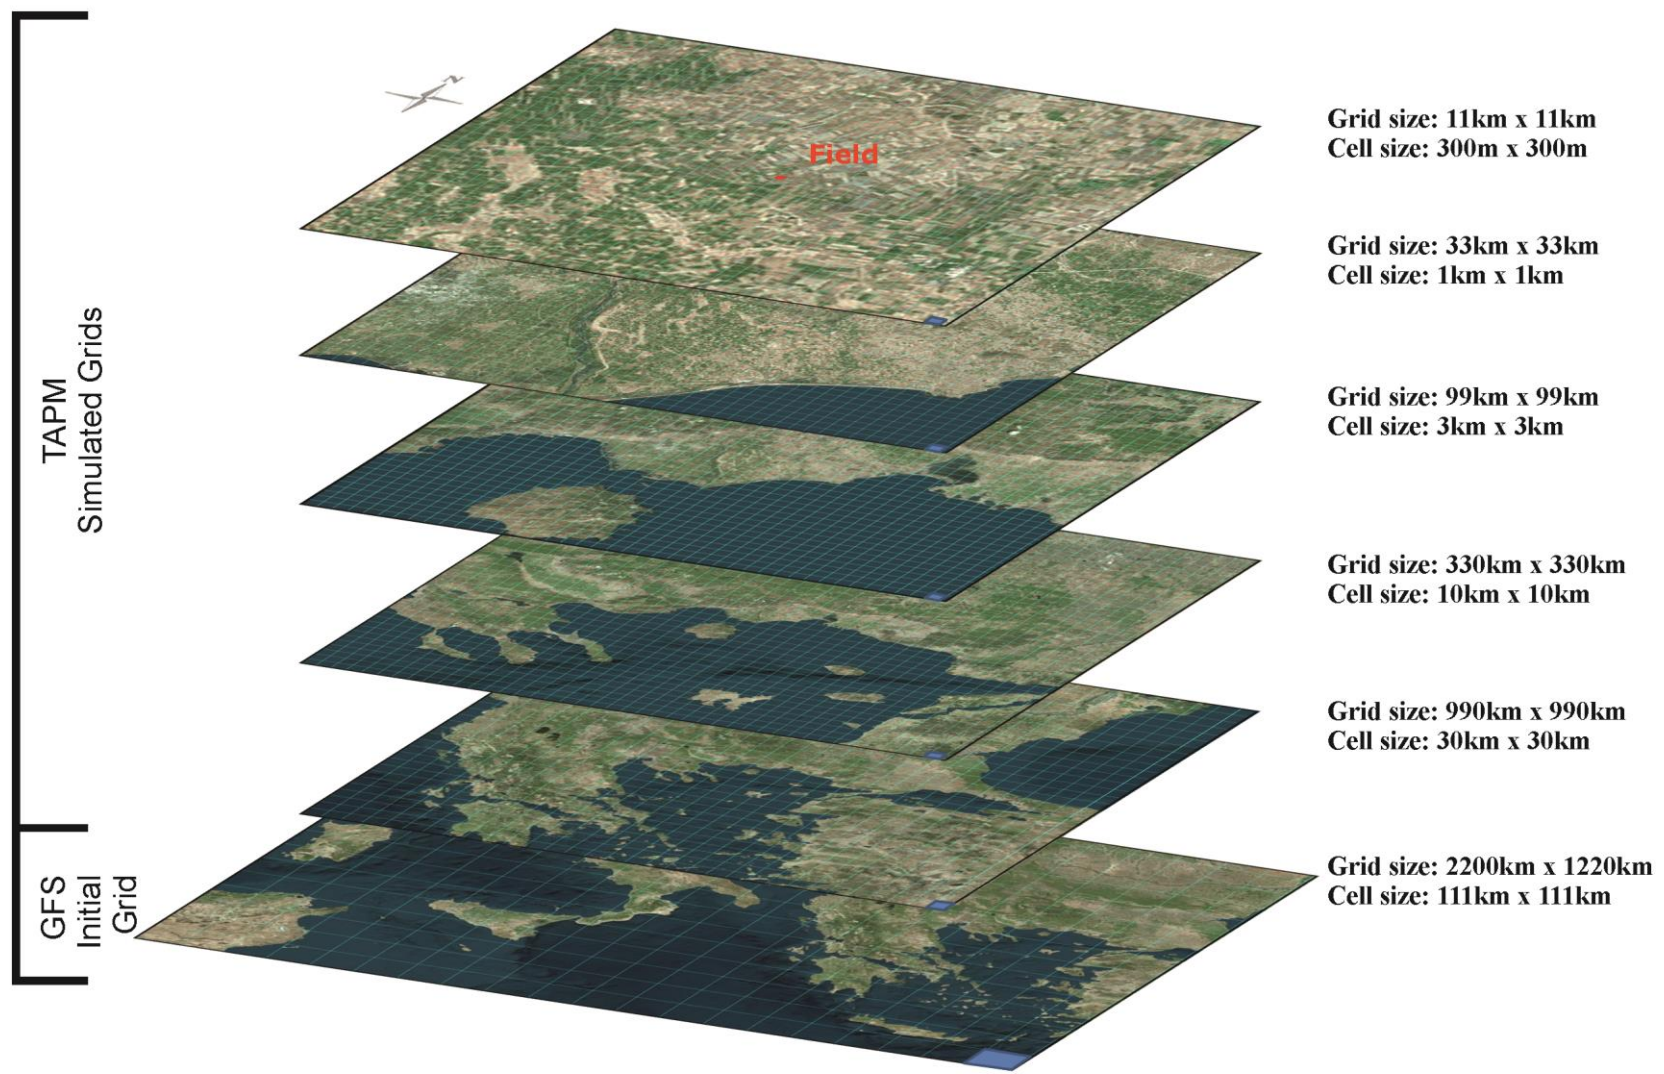 N
Field
Grid size: 11km x 11km
Cell size: 300m x 300m
Grid size: 33km x 33km
Cell size: 1km x 1km
Grid size: 99km x 99km
Cell size: 3km x 3km
Grid size: 330km x 330km
Cell size: 10km x 10km
Grid size: 990km x 990km
Cell size: 30km x 30km
Grid size: 2200km x 1220km
Cell size: 111km x 111km
TAPM
Simulated Grids
GFS
Initial
Grid